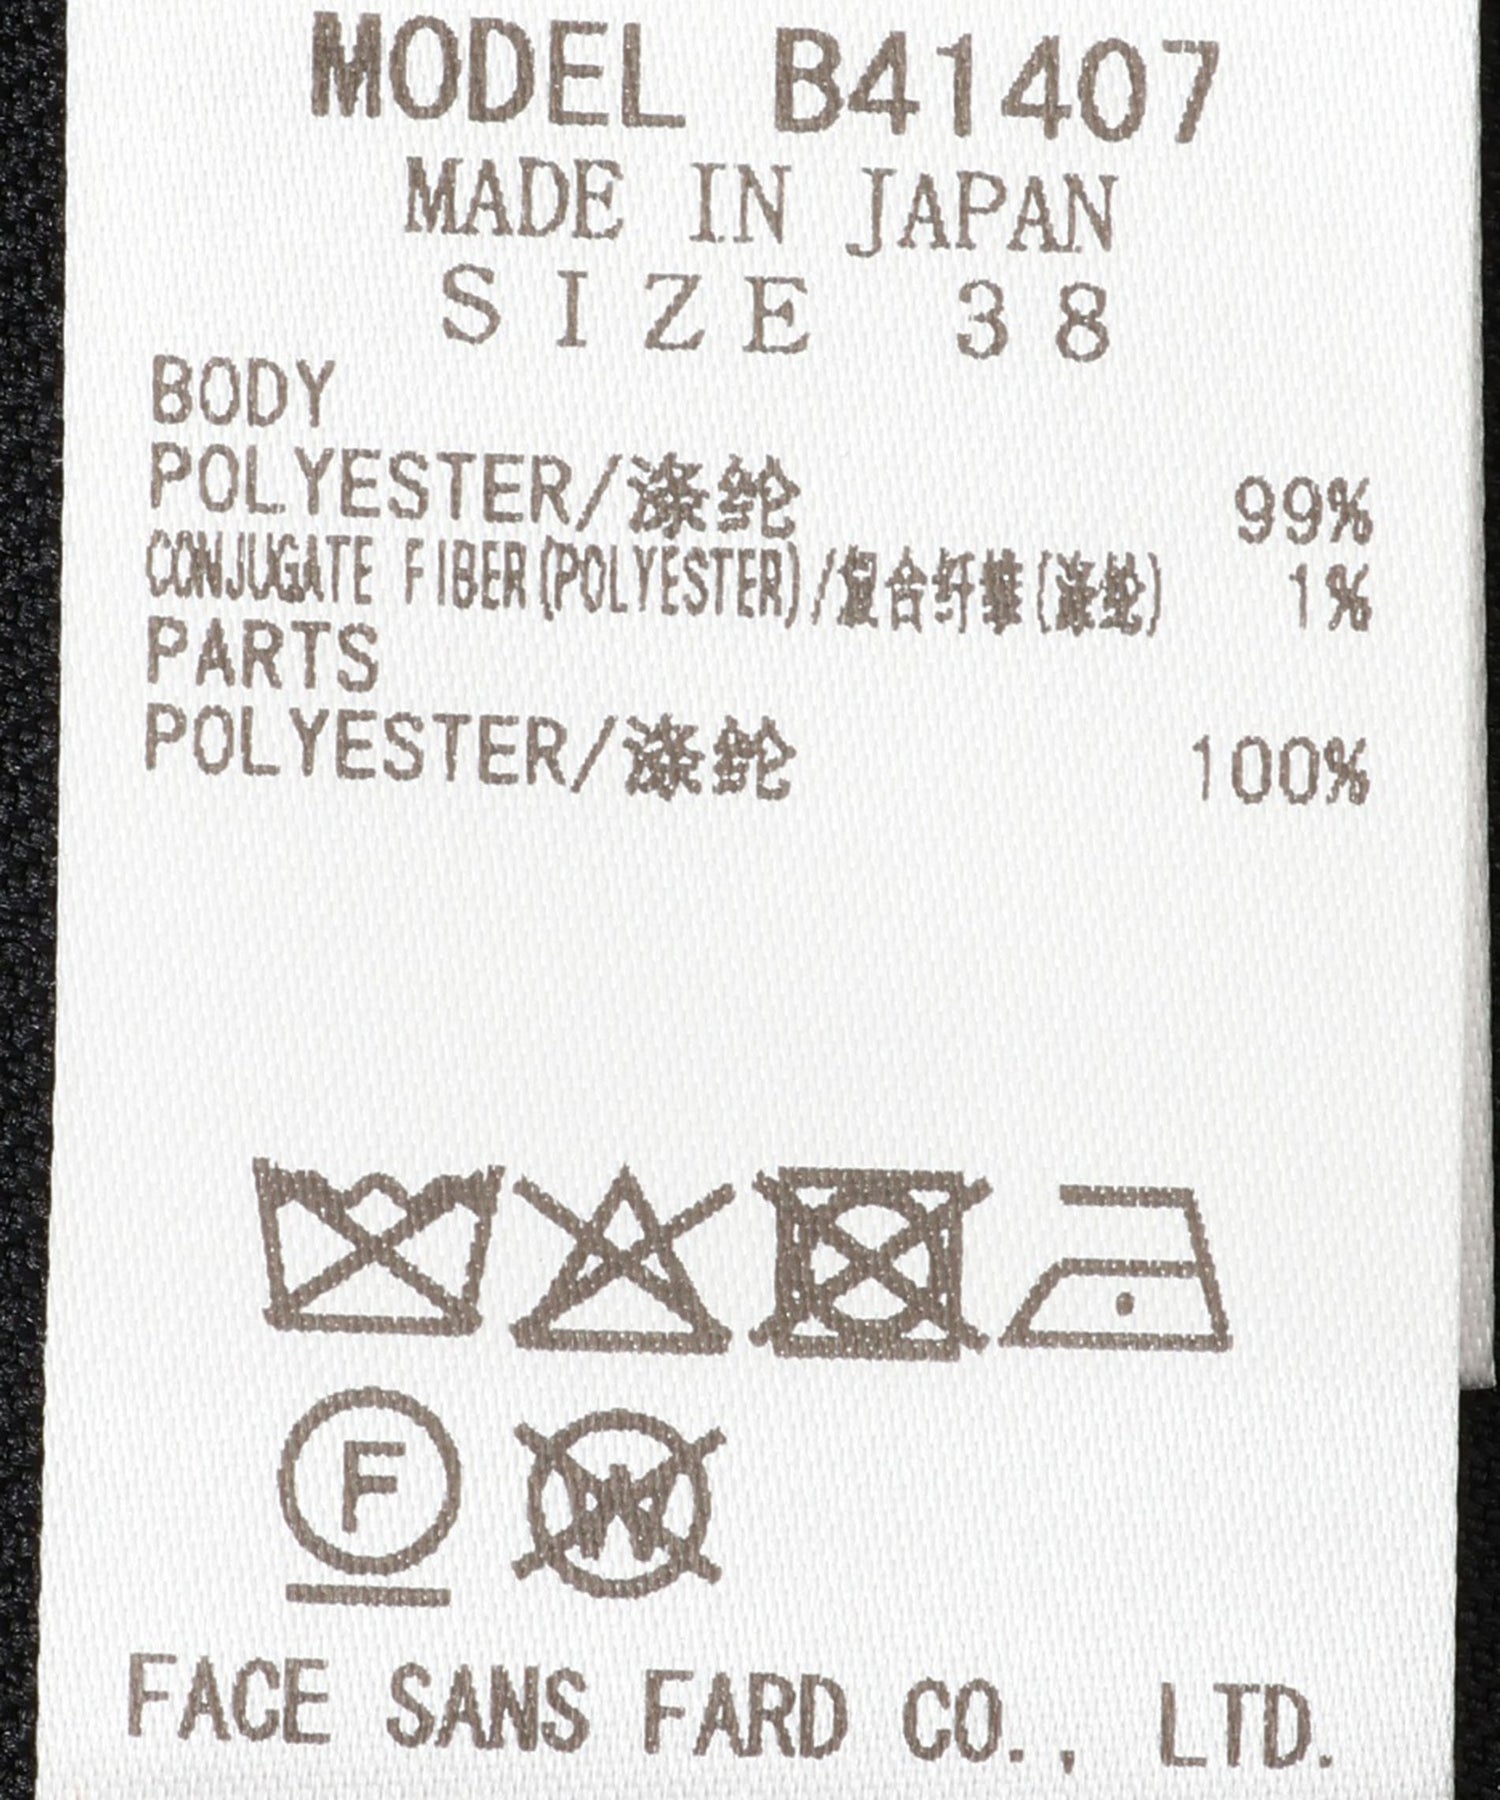 MODEL B41407
MADE IN JAPAN
SIZE 38
BODY
POLYESTER/涤纶 99%
CONJUGATE FIBER(POLYESTER)/复合纤维(涤纶) 1%
PARTS
POLYESTER/涤纶 100%
F
W
FACE SANS FARD CO., LTD.